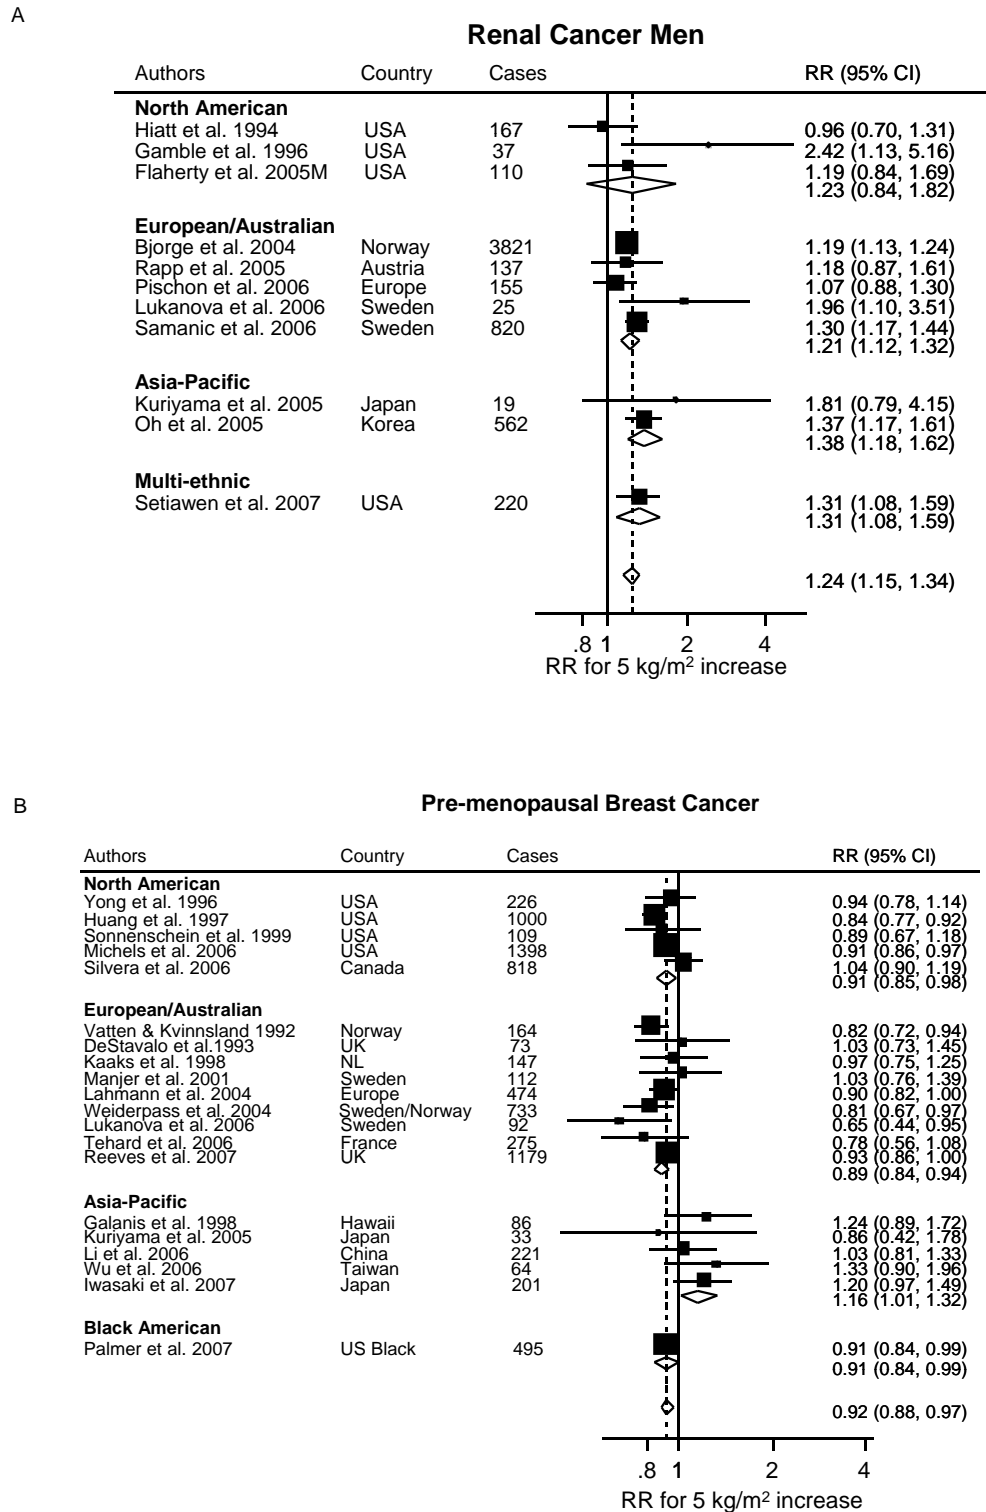 A
Renal Cancer Men
Authors Country Cases RR (95% CI)
North American
Hiatt et al. 1994 USA 167 0.96 (0.70, 1.31)
Gamble et al. 1996 USA 37 2.42 (1.13, 5.16)
Flaherty et al. 2005M USA 110 1.19 (0.84, 1.69)
1.23 (0.84, 1.82)
European/Australian
Bjorge et al. 2004 Norway 3821 1.19 (1.13, 1.24)
Rapp et al. 2005 Austria 137 1.18 (0.87, 1.61)
Pischon et al. 2006 Europe 155 1.07 (0.88, 1.30)
Lukanova et al. 2006 Sweden 25 1.96 (1.10, 3.51)
Samanic et al. 2006 Sweden 820 1.30 (1.17, 1.44)
1.21 (1.12, 1.32)
Asia-Pacific
Kuriyama et al. 2005 Japan 19 1.81 (0.79, 4.15)
Oh et al. 2005 Korea 562 1.37 (1.17, 1.61)
1.38 (1.18, 1.62)
Multi-ethnic
Setiawen et al. 2007 USA 220 1.31 (1.08, 1.59)
1.31 (1.08, 1.59)
1.24 (1.15, 1.34)
.8 1 2 4
RR for 5 kg/m² increase
B
Pre-menopausal Breast Cancer
Authors Country Cases RR (95% CI)
North American
Yong et al. 1996 USA 226 0.94 (0.78, 1.14)
Huang et al. 1997 USA 1000 0.84 (0.77, 0.92)
Sonnenschein et al. 1999 USA 109 0.89 (0.67, 1.18)
Michels et al. 2006 USA 1398 0.91 (0.86, 0.97)
Silvera et al. 2006 Canada 818 1.04 (0.90, 1.19)
0.91 (0.85, 0.98)
European/Australian
Vatten & Kvinnsland 1992 Norway 164 0.82 (0.72, 0.94)
DeStavalo et al.1993 UK 73 1.03 (0.73, 1.45)
Kaaks et al. 1998 NL 147 0.97 (0.75, 1.25)
Manjer et al. 2001 Sweden 112 1.03 (0.76, 1.39)
Lahmann et al. 2004 Europe 474 0.90 (0.82, 1.00)
Weiderpass et al. 2004 Sweden/Norway 733 0.81 (0.67, 0.97)
Lukanova et al. 2006 Sweden 92 0.65 (0.44, 0.95)
Tehard et al. 2006 France 275 0.78 (0.56, 1.08)
Reeves et al. 2007 UK 1179 0.93 (0.86, 1.00)
0.89 (0.84, 0.94)
Asia-Pacific
Galanis et al. 1998 Hawaii 86 1.24 (0.89, 1.72)
Kuriyama et al. 2005 Japan 33 0.86 (0.42, 1.78)
Li et al. 2006 China 221 1.03 (0.81, 1.33)
Wu et al. 2006 Taiwan 64 1.33 (0.90, 1.96)
Iwasaki et al. 2007 Japan 201 1.20 (0.97, 1.49)
1.16 (1.01, 1.32)
Black American
Palmer et al. 2007 US Black 495 0.91 (0.84, 0.99)
0.91 (0.84, 0.99)
0.92 (0.88, 0.97)
.8 1 2 4
RR for 5 kg/m² increase